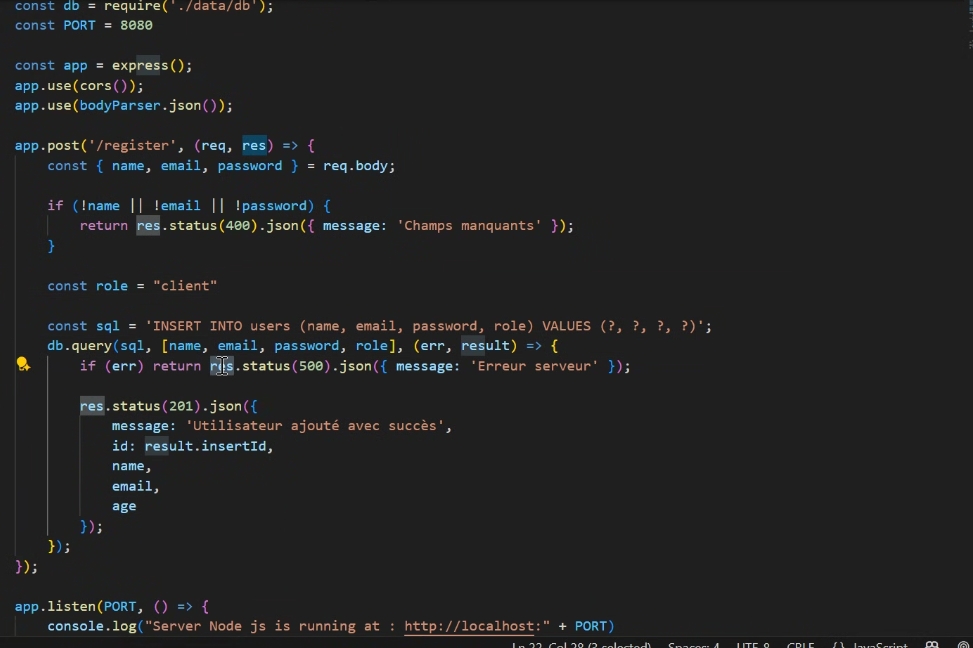 const db = require('./data/db');
const PORT = 8080
const app = express();
app.use(cors());
app.use(bodyParser.json());
app.post('/register', (req, res) => {
const { name, email, password } = req.body;
if (!name || !email || !password) {
return res.status(400).json({ message: 'Champs manquants' });
}
const role = "client"
const sql = 'INSERT INTO users (name, email, password, role) VALUES (?, ?, ?, ?)';
db.query(sql, [name, email, password, role], (err, result) => {
if (err) return res.status(500).json({ message: 'Erreur serveur' });
res.status(201).json({
message: 'Utilisateur ajouté avec succès',
id: result.insertId,
name,
email,
age
});
});
});
app.listen(PORT, () => {
console.log("Server Node js is running at : http://localhost:" + PORT)
Ln 22, Col 28 (3 selected) Spaces: 4 UTF-8 CRLF {} JavaScript